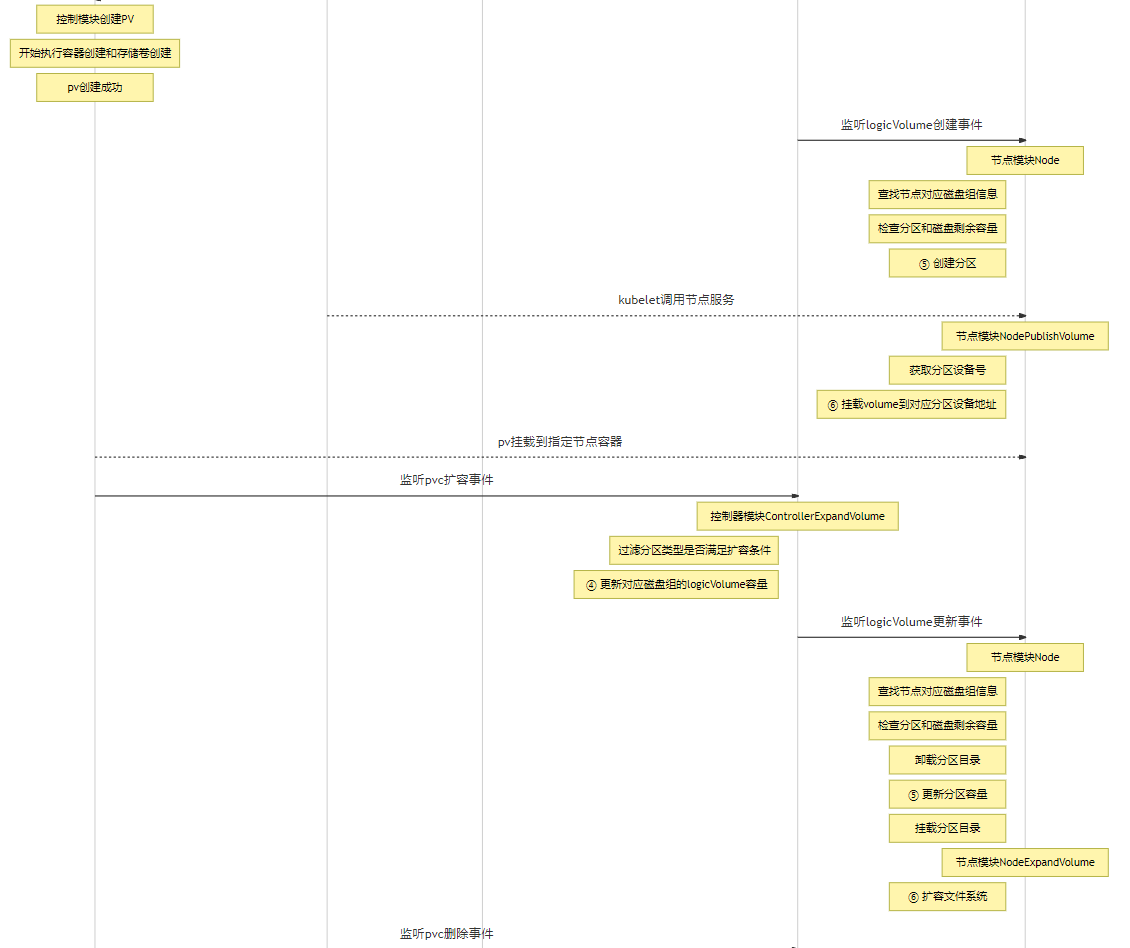 控制模块创建PV
开始执行容器创建和存储卷创建
pv创建成功
监听logicVolume创建事件
节点模块Node
查找节点对应磁盘组信息
检查分区和磁盘剩余容量
⑤ 创建分区
kubelet调用节点服务
节点模块NodePublishVolume
获取分区设备号
⑥ 挂载volume到对应分区设备地址
pv挂载到指定节点容器
监听pvc扩容事件
控制器模块ControllerExpandVolume
过滤分区类型是否满足扩容条件
④ 更新对应磁盘组的logicVolume容量
监听logicVolume更新事件
节点模块Node
查找节点对应磁盘组信息
检查分区和磁盘剩余容量
卸载分区目录
⑤ 更新分区容量
挂载分区目录
节点模块NodeExpandVolume
⑥ 扩容文件系统
监听pvc删除事件